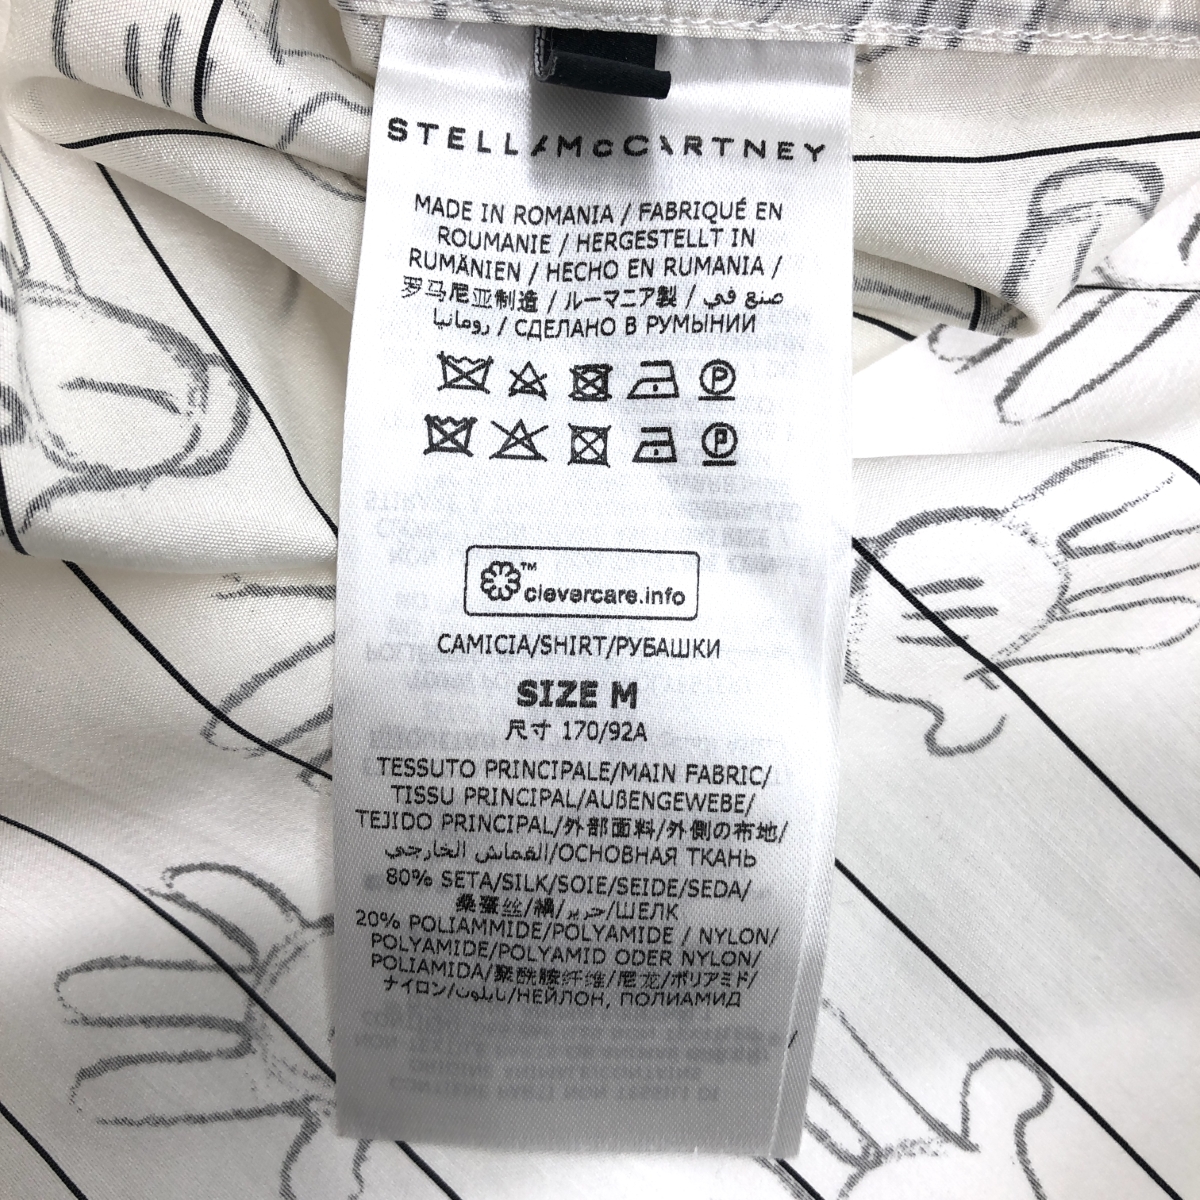 STELLA McCARTNEY
MADE IN ROMANIA / FABRIQUÉ EN
ROUMANIE / HERGESTELLT IN
RUMÄNIEN / HECHO EN RUMANIA /
罗马尼亚制造 / ルーマニア製 / صنع في
رومانيا / СДЕЛАНО В РУМЫНИИ
P
P
™
clevercare.info
CAMICIA/SHIRT/РУБАШКИ
SIZE M
尺寸 170/92A
TESSUTO PRINCIPALE/MAIN FABRIC/
TISSU PRINCIPAL/AUßENGEWEBE/
TEJIDO PRINCIPAL/外部面料/外側の布地/
القماش الخارجي/ОСНОВНАЯ ТКАНЬ
80% SETA/SILK/SOIE/SEIDE/SEDA/
桑蚕丝/絹/حرير/ШЕЛК
20% POLIAMMIDE/POLYAMIDE / NYLON/
POLYAMIDE/POLYAMID ODER NYLON/
POLIAMIDA/聚酰胺纤维/尼龙/ポリアミド/
ナイロン/نايلون/НЕЙЛОН, ПОЛИАМИД